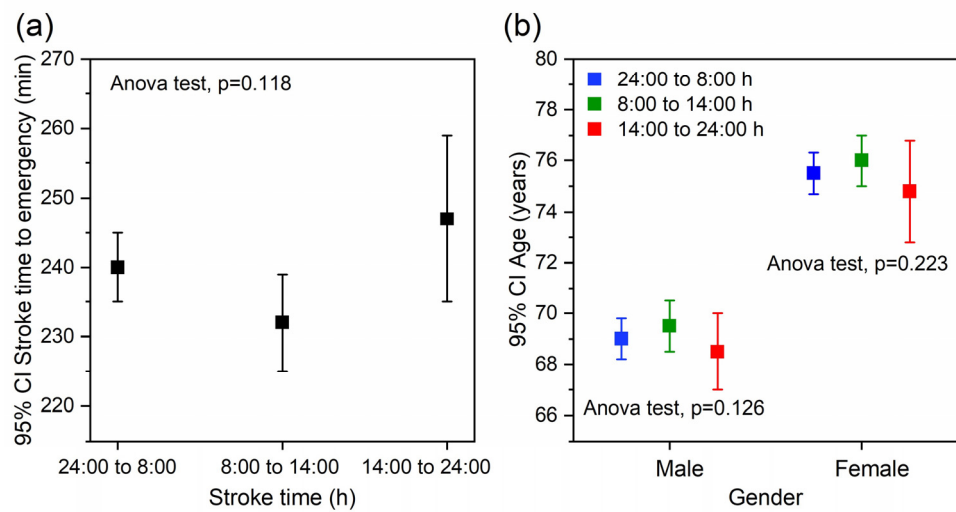 (a)
95% CI Stroke time to emergency (min)
270
260
250
240
230
220
Anova test, p=0.118
24:00 to 8:00
8:00 to 14:00
14:00 to 24:00
Stroke time (h)
(b)
95% CI Age (years)
80
78
76
74
72
70
68
66
24:00 to 8:00 h
8:00 to 14:00 h
14:00 to 24:00 h
Anova test, p=0.223
Anova test, p=0.126
Male
Female
Gender